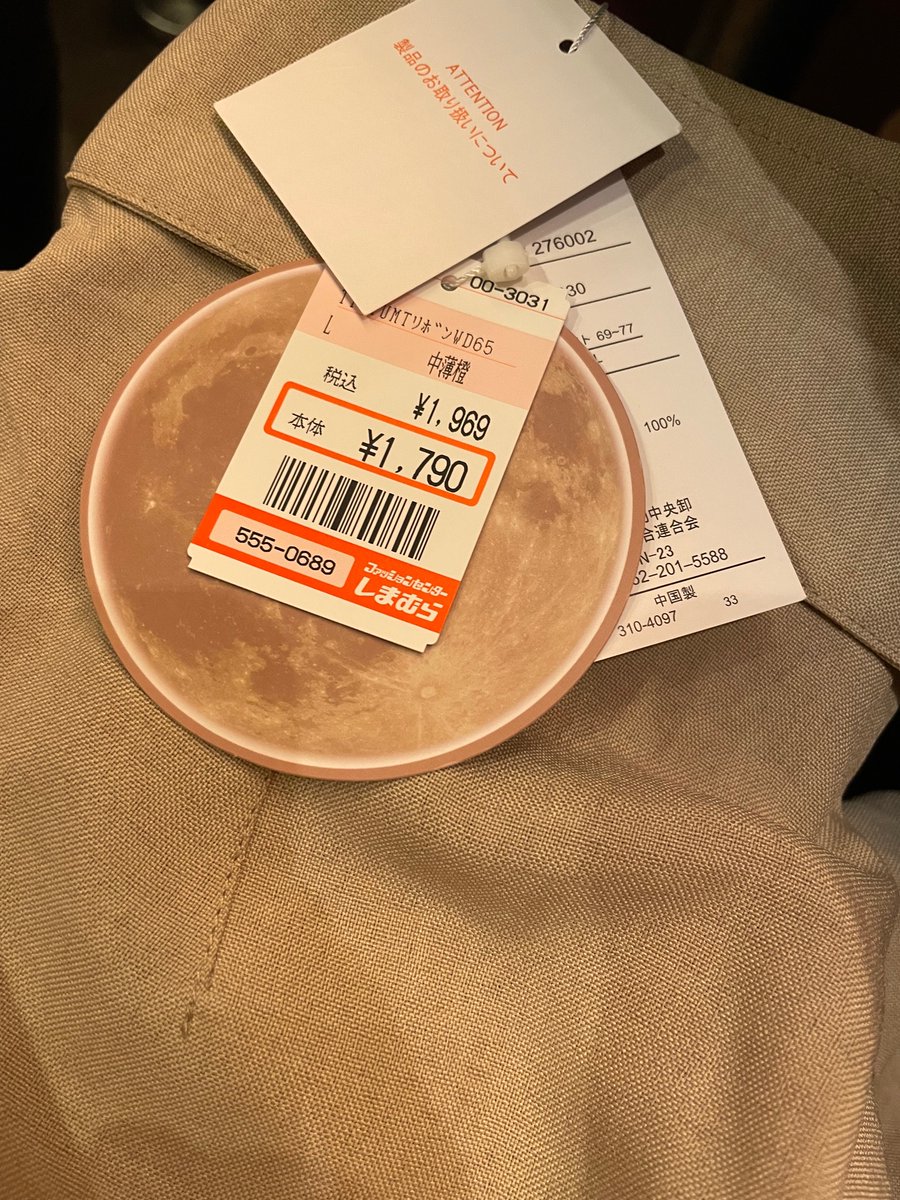 ATTENTION
製品のお取り扱いについて
276002
30
ト 69-77
100%
中央卸
合連合会
N-23
52-201-5588
中国製
310-4097
33
00-3031
UMTリボンWD65
L
中薄橙
税込
¥1,969
本体
¥1,790
555-0689
ファッションセンター
しまむら